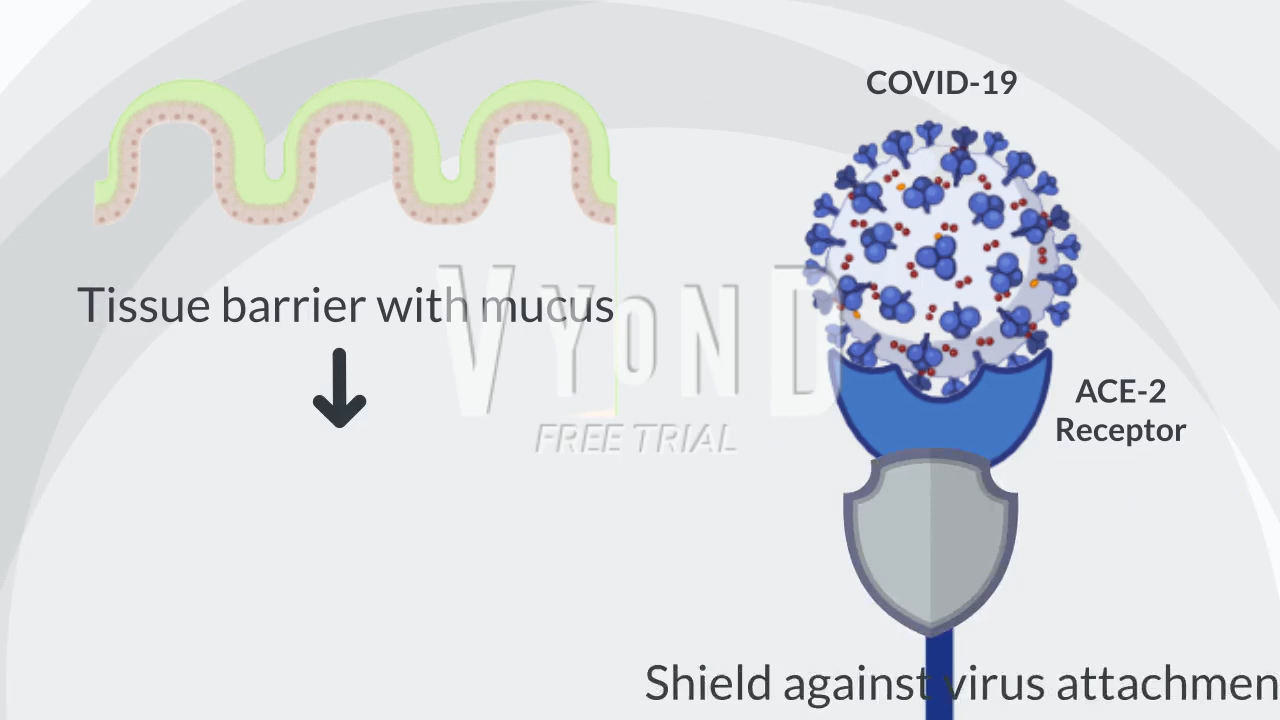 COVID-19
Tissue barrier with mucus
VYOND
FREE TRIAL
ACE-2
Receptor
Shield against virus attachmen